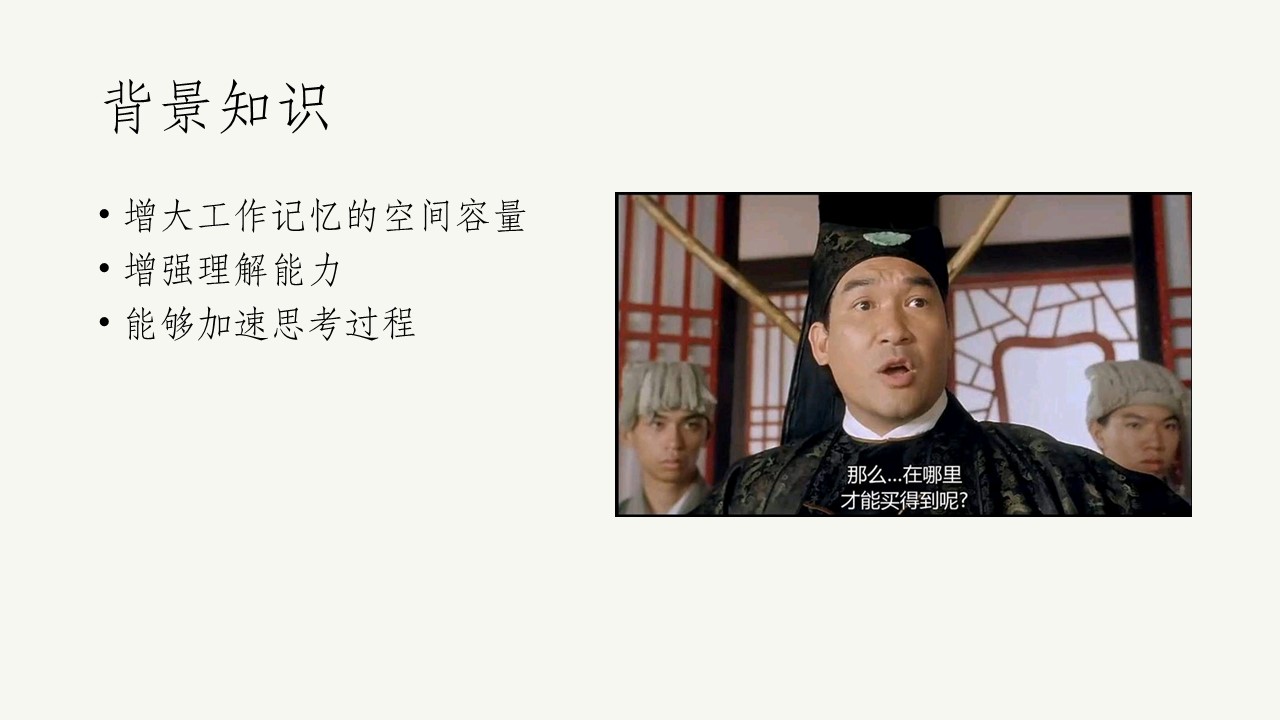 背景知识
• 增大工作记忆的空间容量
• 增强理解能力
• 能够加速思考过程
那么...在哪里
才能买得到呢?